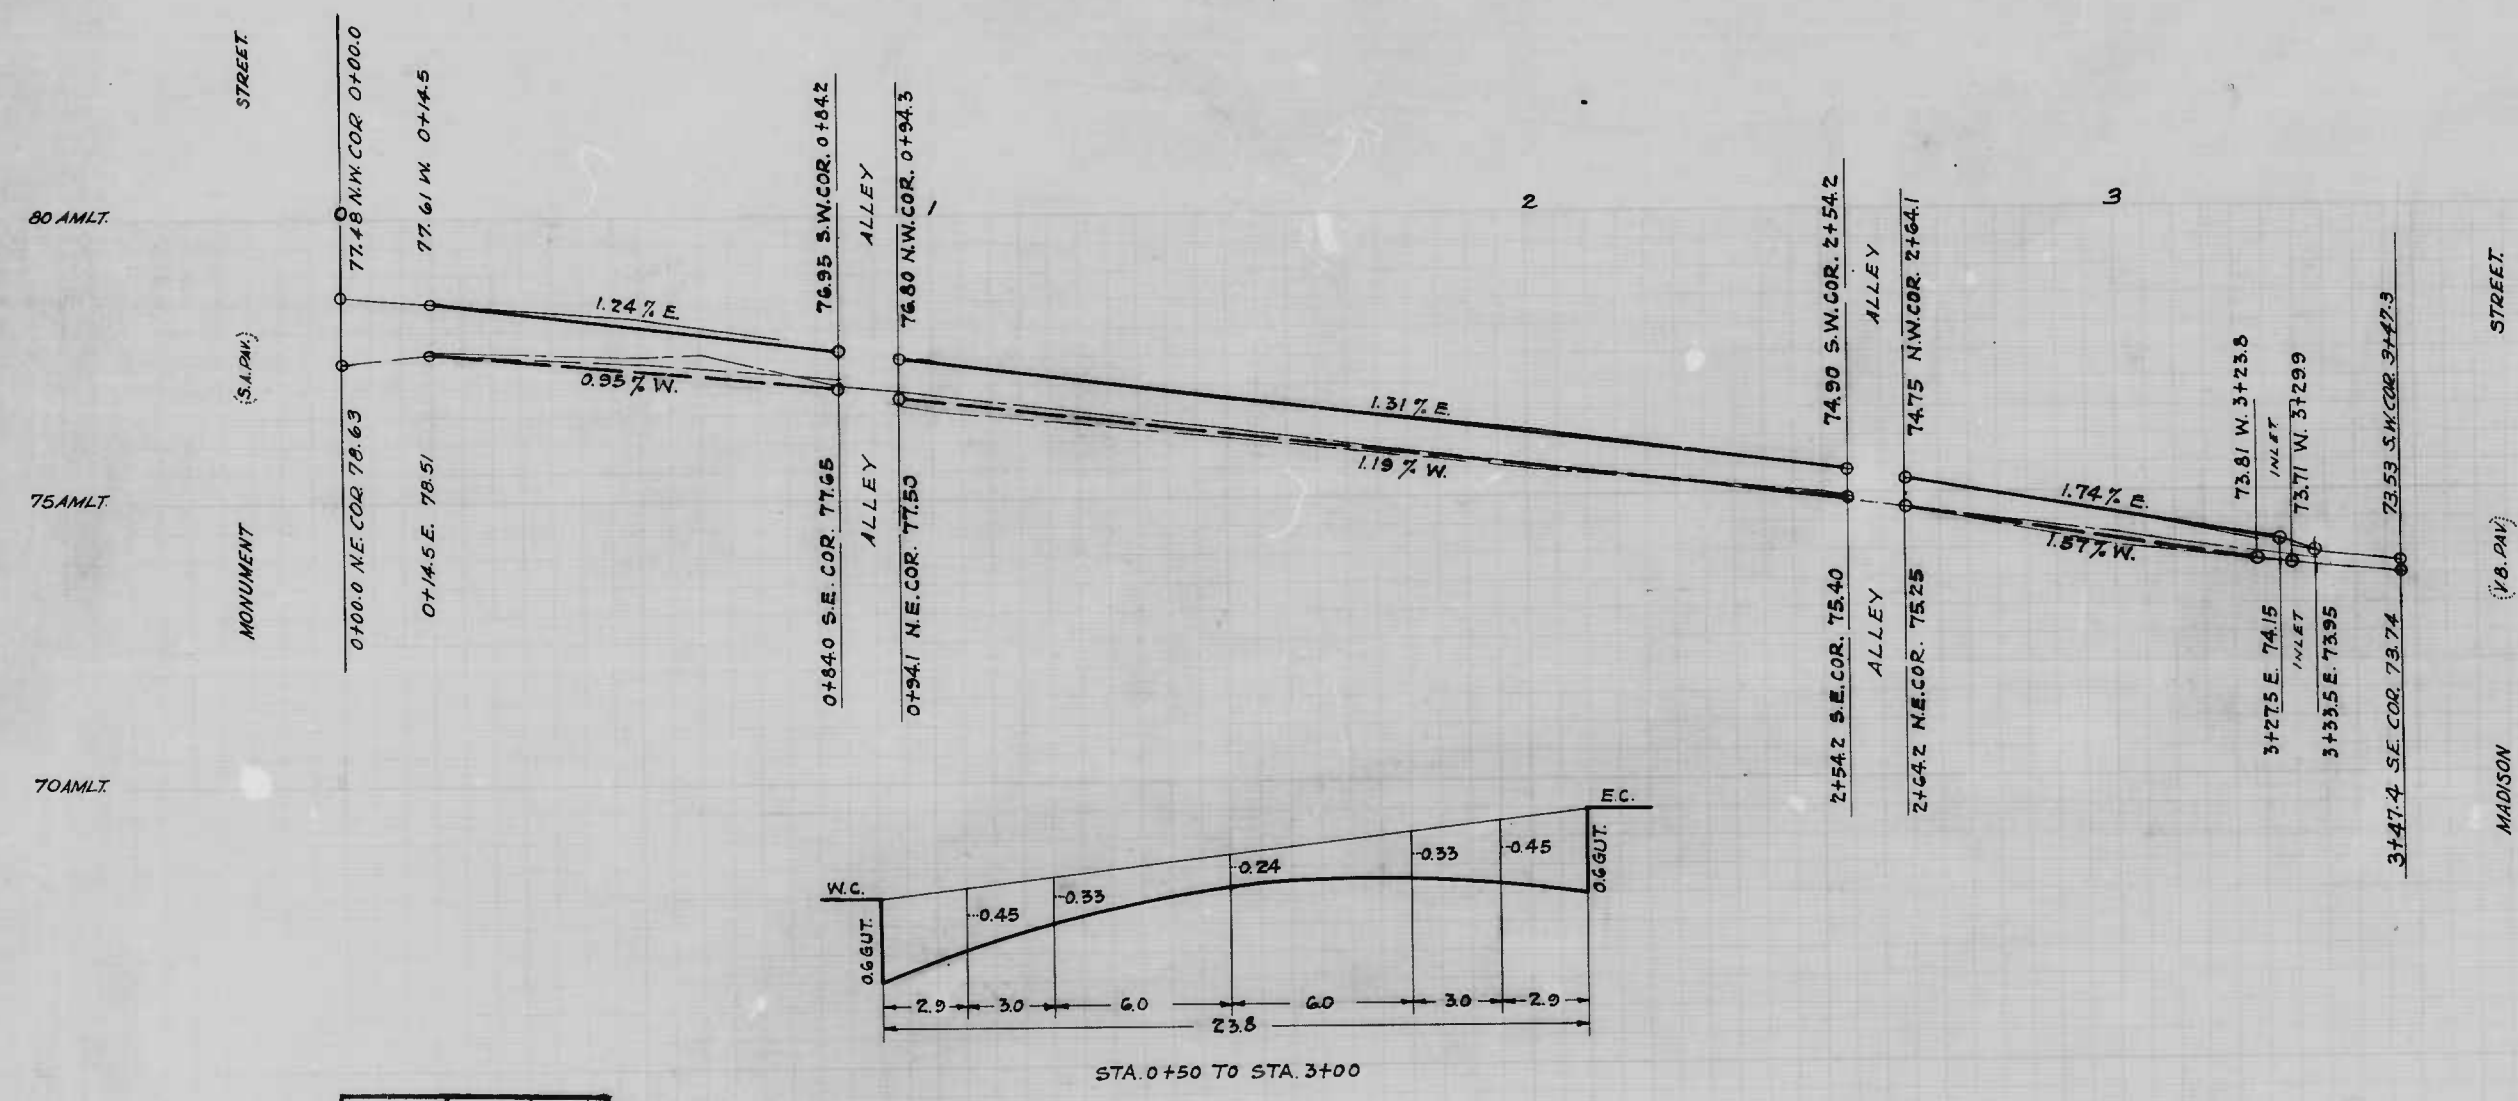 STREET.
77.48 N.W. COR 0+00.0
77.61 W. 0+14.5
76.95 S.W. COR. 0+84.2
ALLEY
76.80 N.W. COR. 0+94.3
1
2
74.90 S.W. COR. 2+54.2
ALLEY
74.75 N.W. COR. 2+64.1
3
73.81 W. 3+23.8
INLET
73.71 W. 3+29.9
73.53 S.W. COR. 3+47.3
STREET.
80 AMLT.
75 AMLT.
70 AMLT.
(S.A. PAV.)
MONUMENT
1.24 % E.
0.95 % W.
1.31 % E.
1.19 % W.
1.74 % E.
1.57 % W.
0+00.0 N.E. COR. 78.63
0+14.5 E. 78.51
0+84.0 S.E. COR. 77.65
ALLEY
0+94.1 N.E. COR. 77.50
2+54.2 S.E. COR. 75.40
ALLEY
2+64.2 N.E. COR. 75.25
3+27.5 E. 74.15
INLET
3+33.5 E. 73.95
3+47.4 S.E. COR. 73.74
(V.B. PAV)
MADISON
W.C.
E.C.
0.6 GUT.
-0.45
-0.33
-0.24
-0.33
-0.45
0.6 GUT.
2.9
3.0
6.0
6.0
3.0
2.9
23.8
STA. 0+50 TO STA. 3+00